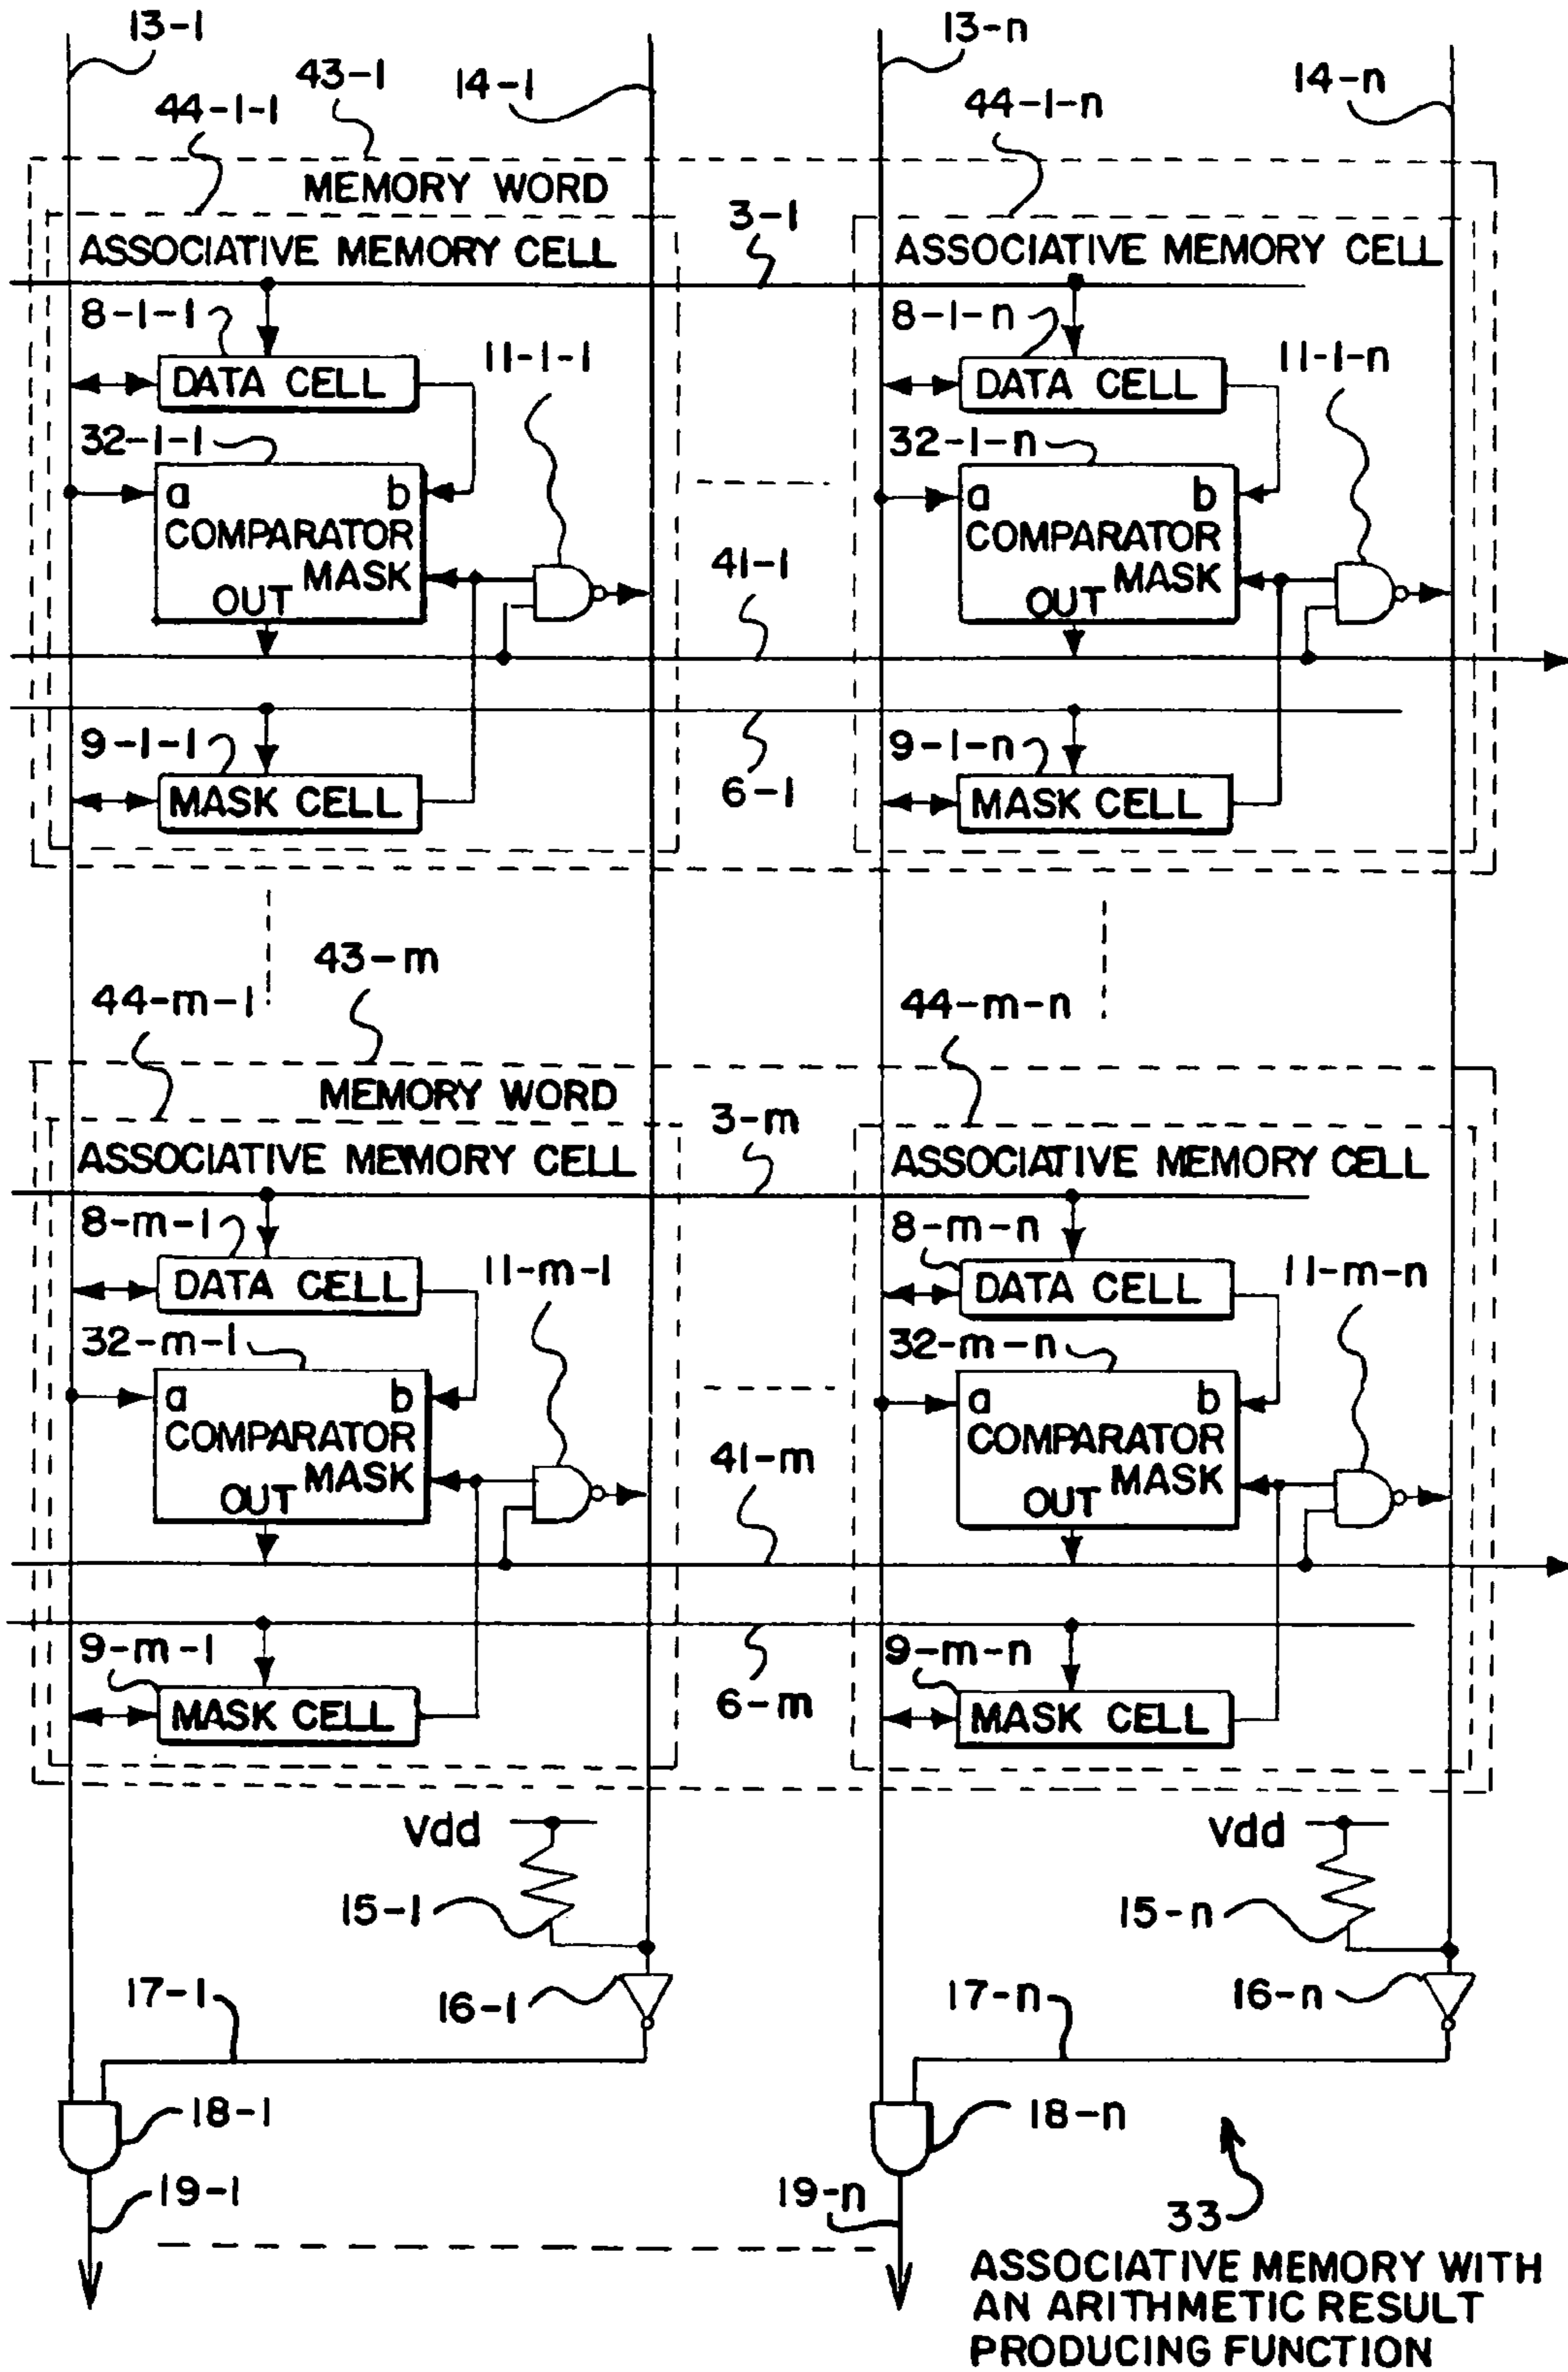 13-1
13-n
43-1
14-1
14-n
44-1-1
44-1-n
MEMORY WORD
3-1
ASSOCIATIVE MEMORY CELL
ASSOCIATIVE MEMORY CELL
8-1-1
8-1-n
11-1-1
11-1-n
DATA CELL
DATA CELL
32-1-1
32-1-n
a b
COMPARATOR
MASK
OUT
a b
COMPARATOR
MASK
OUT
41-1
9-1-1
9-1-n
6-1
MASK CELL
MASK CELL
43-m
44-m-1
44-m-n
MEMORY WORD
3-m
ASSOCIATIVE MEMORY CELL
ASSOCIATIVE MEMORY CELL
8-m-1
8-m-n
11-m-1
11-m-n
DATA CELL
DATA CELL
32-m-1
32-m-n
a b
COMPARATOR
MASK
OUT
a b
COMPARATOR
MASK
OUT
41-m
9-m-1
9-m-n
6-m
MASK CELL
MASK CELL
Vdd
Vdd
15-1
15-n
17-1
16-1
17-n
16-n
18-1
18-n
19-1
19-n
33
ASSOCIATIVE MEMORY WITH
AN ARITHMETIC RESULT
PRODUCING FUNCTION